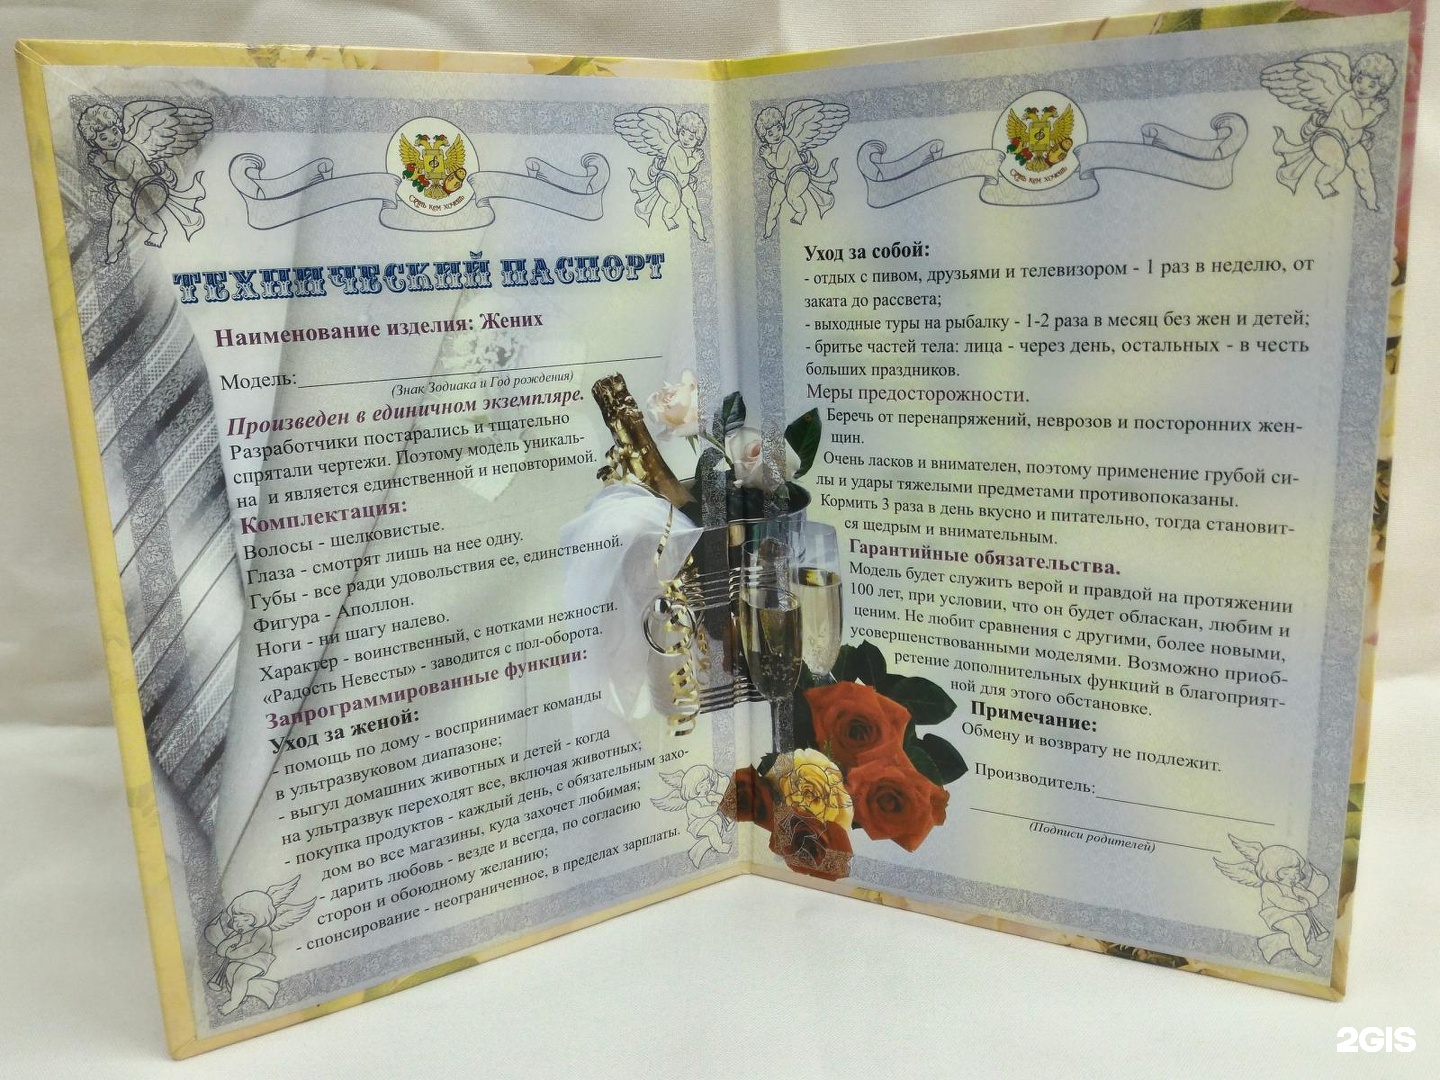 Будь кем хочешь
ТЕХНИЧЕСКИЙ ПАСПОРТ
Наименование изделия: Жених
Модель:
(Знак Зодиака и Год рождения)
Произведен в единичном экземпляре.
Разработчики постарались и тщательно
спрятали чертежи. Поэтому модель уникаль-
на и является единственной и неповторимой.
Комплектация:
Волосы - шелковистые.
Глаза - смотрят лишь на нее одну.
Губы - все ради удовольствия ее, единственной.
Фигура - Аполлон.
Ноги - ни шагу налево.
Характер - воинственный, с нотками нежности.
«Радость Невесты» - заводится с пол-оборота.
Запрограммированные функции:
Уход за женой:
- помощь по дому - воспринимает команды
в ультразвуковом диапазоне;
- выгул домашних животных и детей - когда
на ультразвук переходят все, включая животных;
- покупка продуктов - каждый день, с обязательным захо-
дом во все магазины, куда захочет любимая;
- дарить любовь - везде и всегда, по согласию
сторон и обоюдному желанию;
- спонсирование - неограниченное, в пределах зарплаты.
Будь кем хочешь
Уход за собой:
- отдых с пивом, друзьями и телевизором - 1 раз в неделю, от
заката до рассвета;
- выходные туры на рыбалку - 1-2 раза в месяц без жен и детей;
- бритье частей тела: лица - через день, остальных - в честь
больших праздников.
Меры предосторожности.
Беречь от перенапряжений, неврозов и посторонних жен-
щин.
Очень ласков и внимателен, поэтому применение грубой си-
лы и удары тяжелыми предметами противопоказаны.
Кормить 3 раза в день вкусно и питательно, тогда становит-
ся щедрым и внимательным.
Гарантийные обязательства.
Модель будет служить верой и правдой на протяжении
100 лет, при условии, что он будет обласкан, любим и
ценим. Не любит сравнения с другими, более новыми,
усовершенствованными моделями. Возможно приоб-
ретение дополнительных функций в благоприят-
ной для этого обстановке.
Примечание:
Обмену и возврату не подлежит.
Производитель:
(Подписи родителей)
2GIS